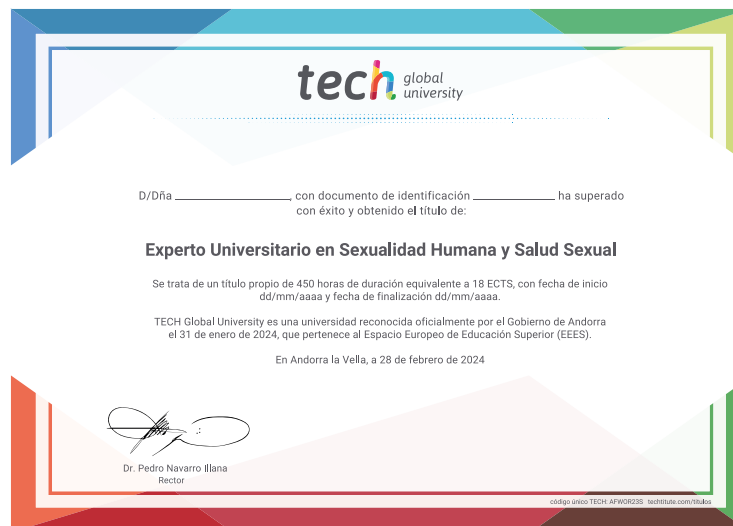 tech global university
D/Dña ____________________, con documento de identificación ______________ ha superado
con éxito y obtenido el título de:
Experto Universitario en Sexualidad Humana y Salud Sexual
Se trata de un título propio de 450 horas de duración equivalente a 18 ECTS, con fecha de inicio
dd/mm/aaaa y fecha de finalización dd/mm/aaaa.
TECH Global University es una universidad reconocida oficialmente por el Gobierno de Andorra
el 31 de enero de 2024, que pertenece al Espacio Europeo de Educación Superior (EEES).
En Andorra la Vella, a 28 de febrero de 2024
Dr. Pedro Navarro Illana
Rector
código único TECH: AFWOR23S techtitute.com/titulos